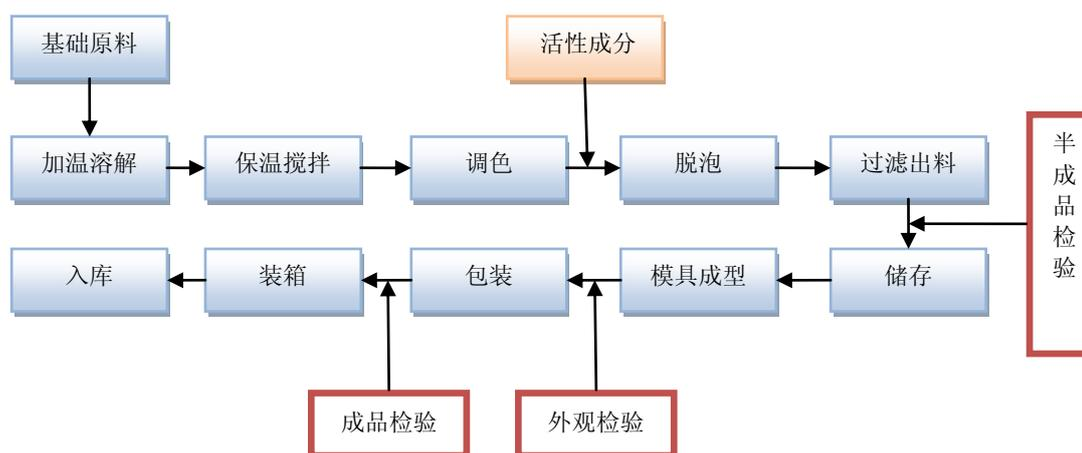 基础原料
活性成分
加温溶解
保温搅拌
调色
脱泡
过滤出料
半成品检验
入库
装箱
包装
模具成型
储存
成品检验
外观检验